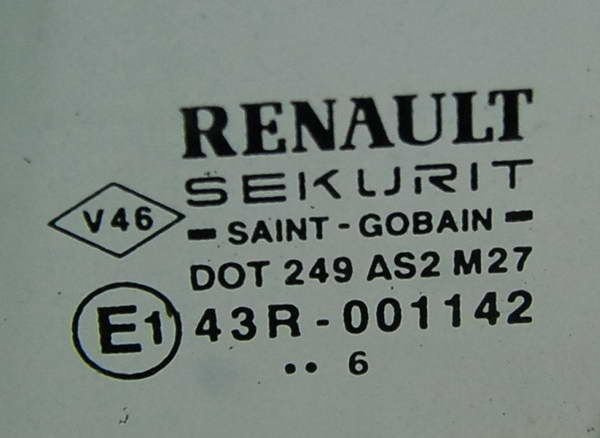 RENAULT
SEKURIT
V46
- SAINT-GOBAIN -
DOT 249 AS2 M27
E1 43R-001142
•• 6